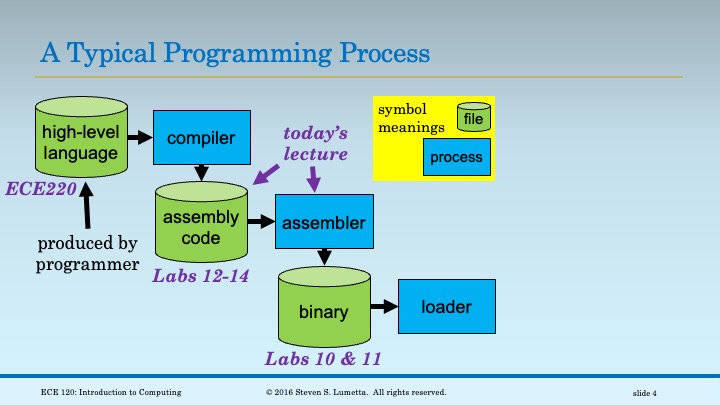 A Typical Programming Process
high-level
language
compiler
today's
lecture
symbol
meanings
file
process
ECE220
assembly
code
assembler
produced by
programmer
Labs 12-14
binary
loader
Labs 10 & 11
ECE 120: Introduction to Computing
© 2016 Steven S. Lumetta. All rights reserved.
slide 4